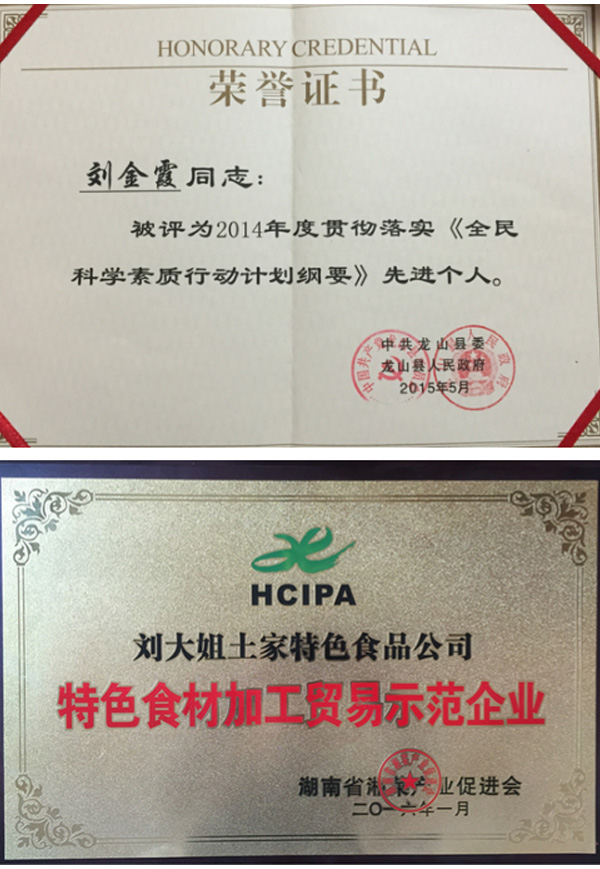 HONORARY CREDENTIAL
荣誉证书
刘金霞同志：
被评为2014年度贯彻落实《全民
科学素质行动计划纲要》先进个人。
中共龙山县委
龙山县人民政府
2015年5月
HCIPA
刘大姐土家特色食品公司
特色食材加工贸易示范企业
湖南省湘菜产业促进会
二〇一六年一月